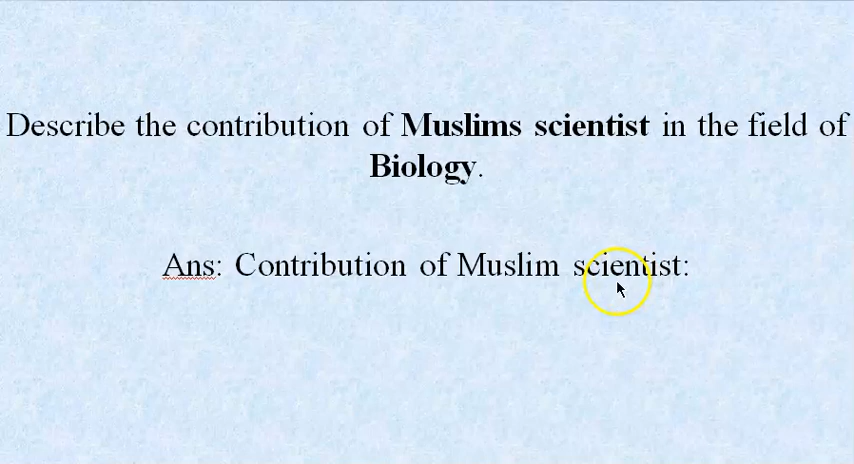 Describe the contribution of Muslims scientist in the field of
Biology.
Ans: Contribution of Muslim scientist: